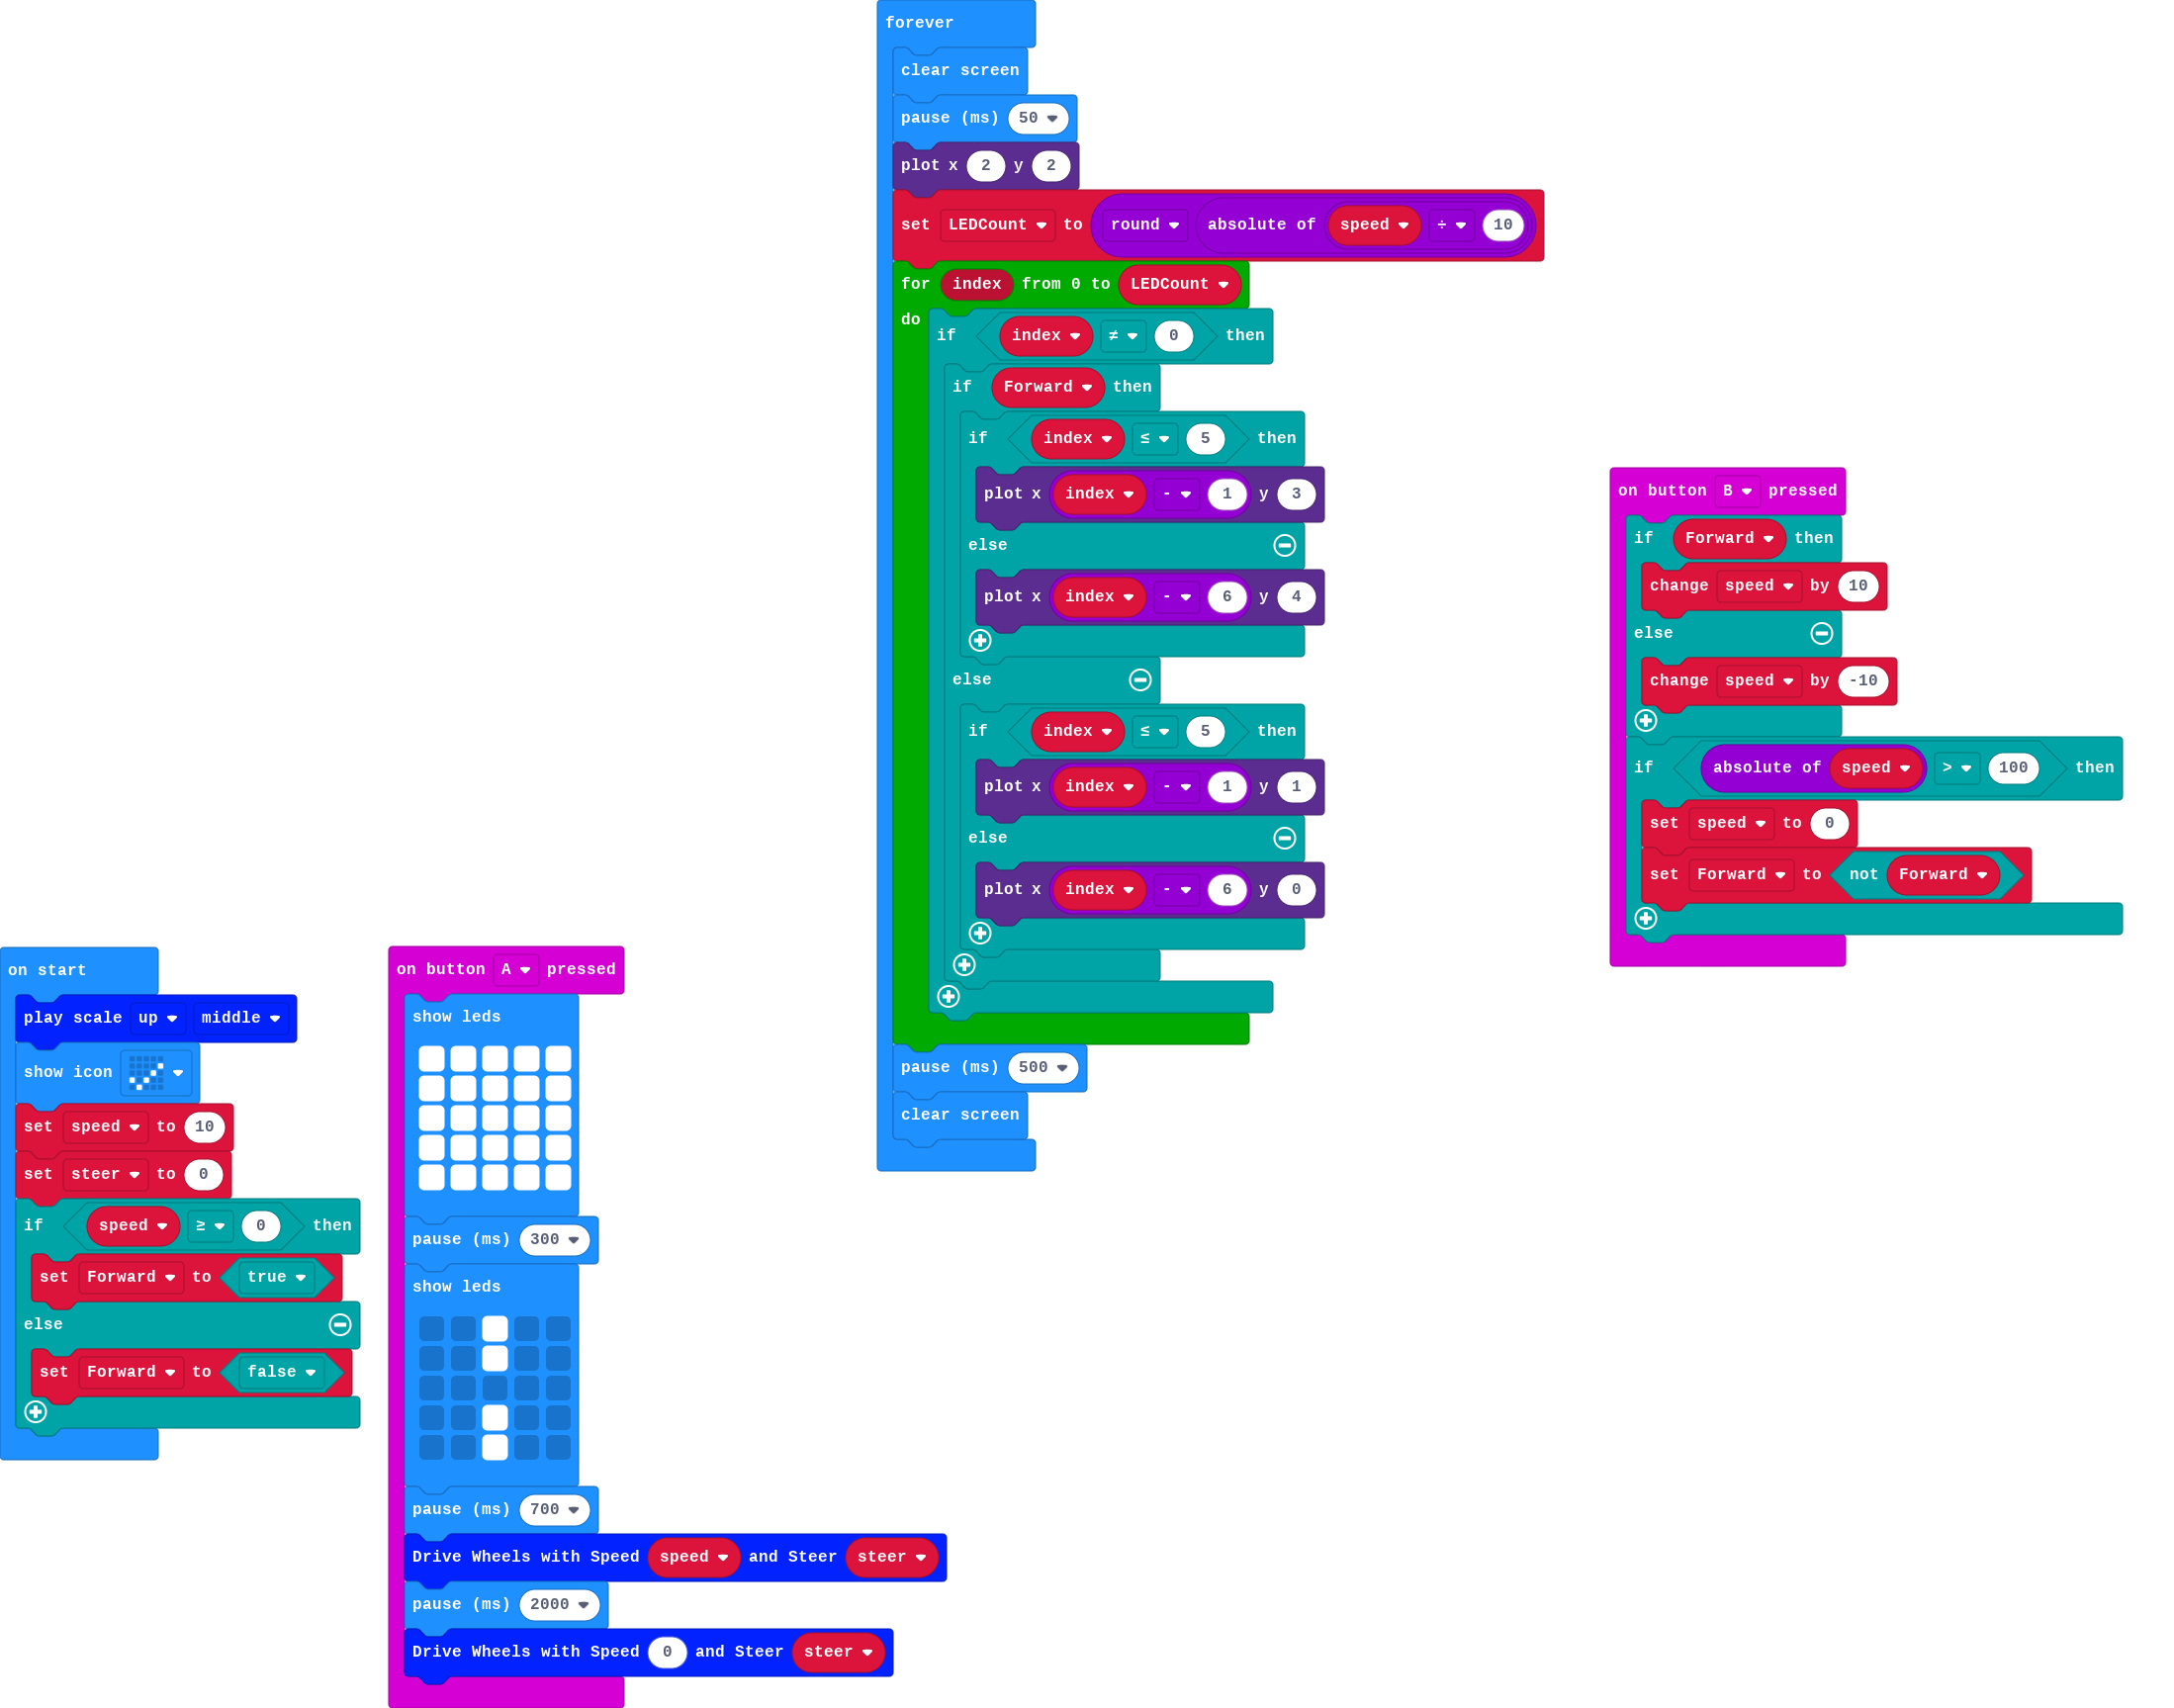 forever
clear screen
pause (ms) 50
plot x 2 y 2
set LEDCount to round absolute of speed ÷ 10
for index from 0 to LEDCount
do
if index ≠ 0 then
if Forward then
if index ≤ 5 then
plot x index - 1 y 3
else
plot x index - 6 y 4
else
if index ≤ 5 then
plot x index - 1 y 1
else
plot x index - 6 y 0
pause (ms) 500
clear screen
on button B pressed
if Forward then
change speed by 10
else
change speed by -10
if absolute of speed > 100 then
set speed to 0
set Forward to not Forward
on start
play scale up middle
show icon
set speed to 10
set steer to 0
if speed ≥ 0 then
set Forward to true
else
set Forward to false
on button A pressed
show leds
pause (ms) 300
show leds
pause (ms) 700
Drive Wheels with Speed speed and Steer steer
pause (ms) 2000
Drive Wheels with Speed 0 and Steer steer